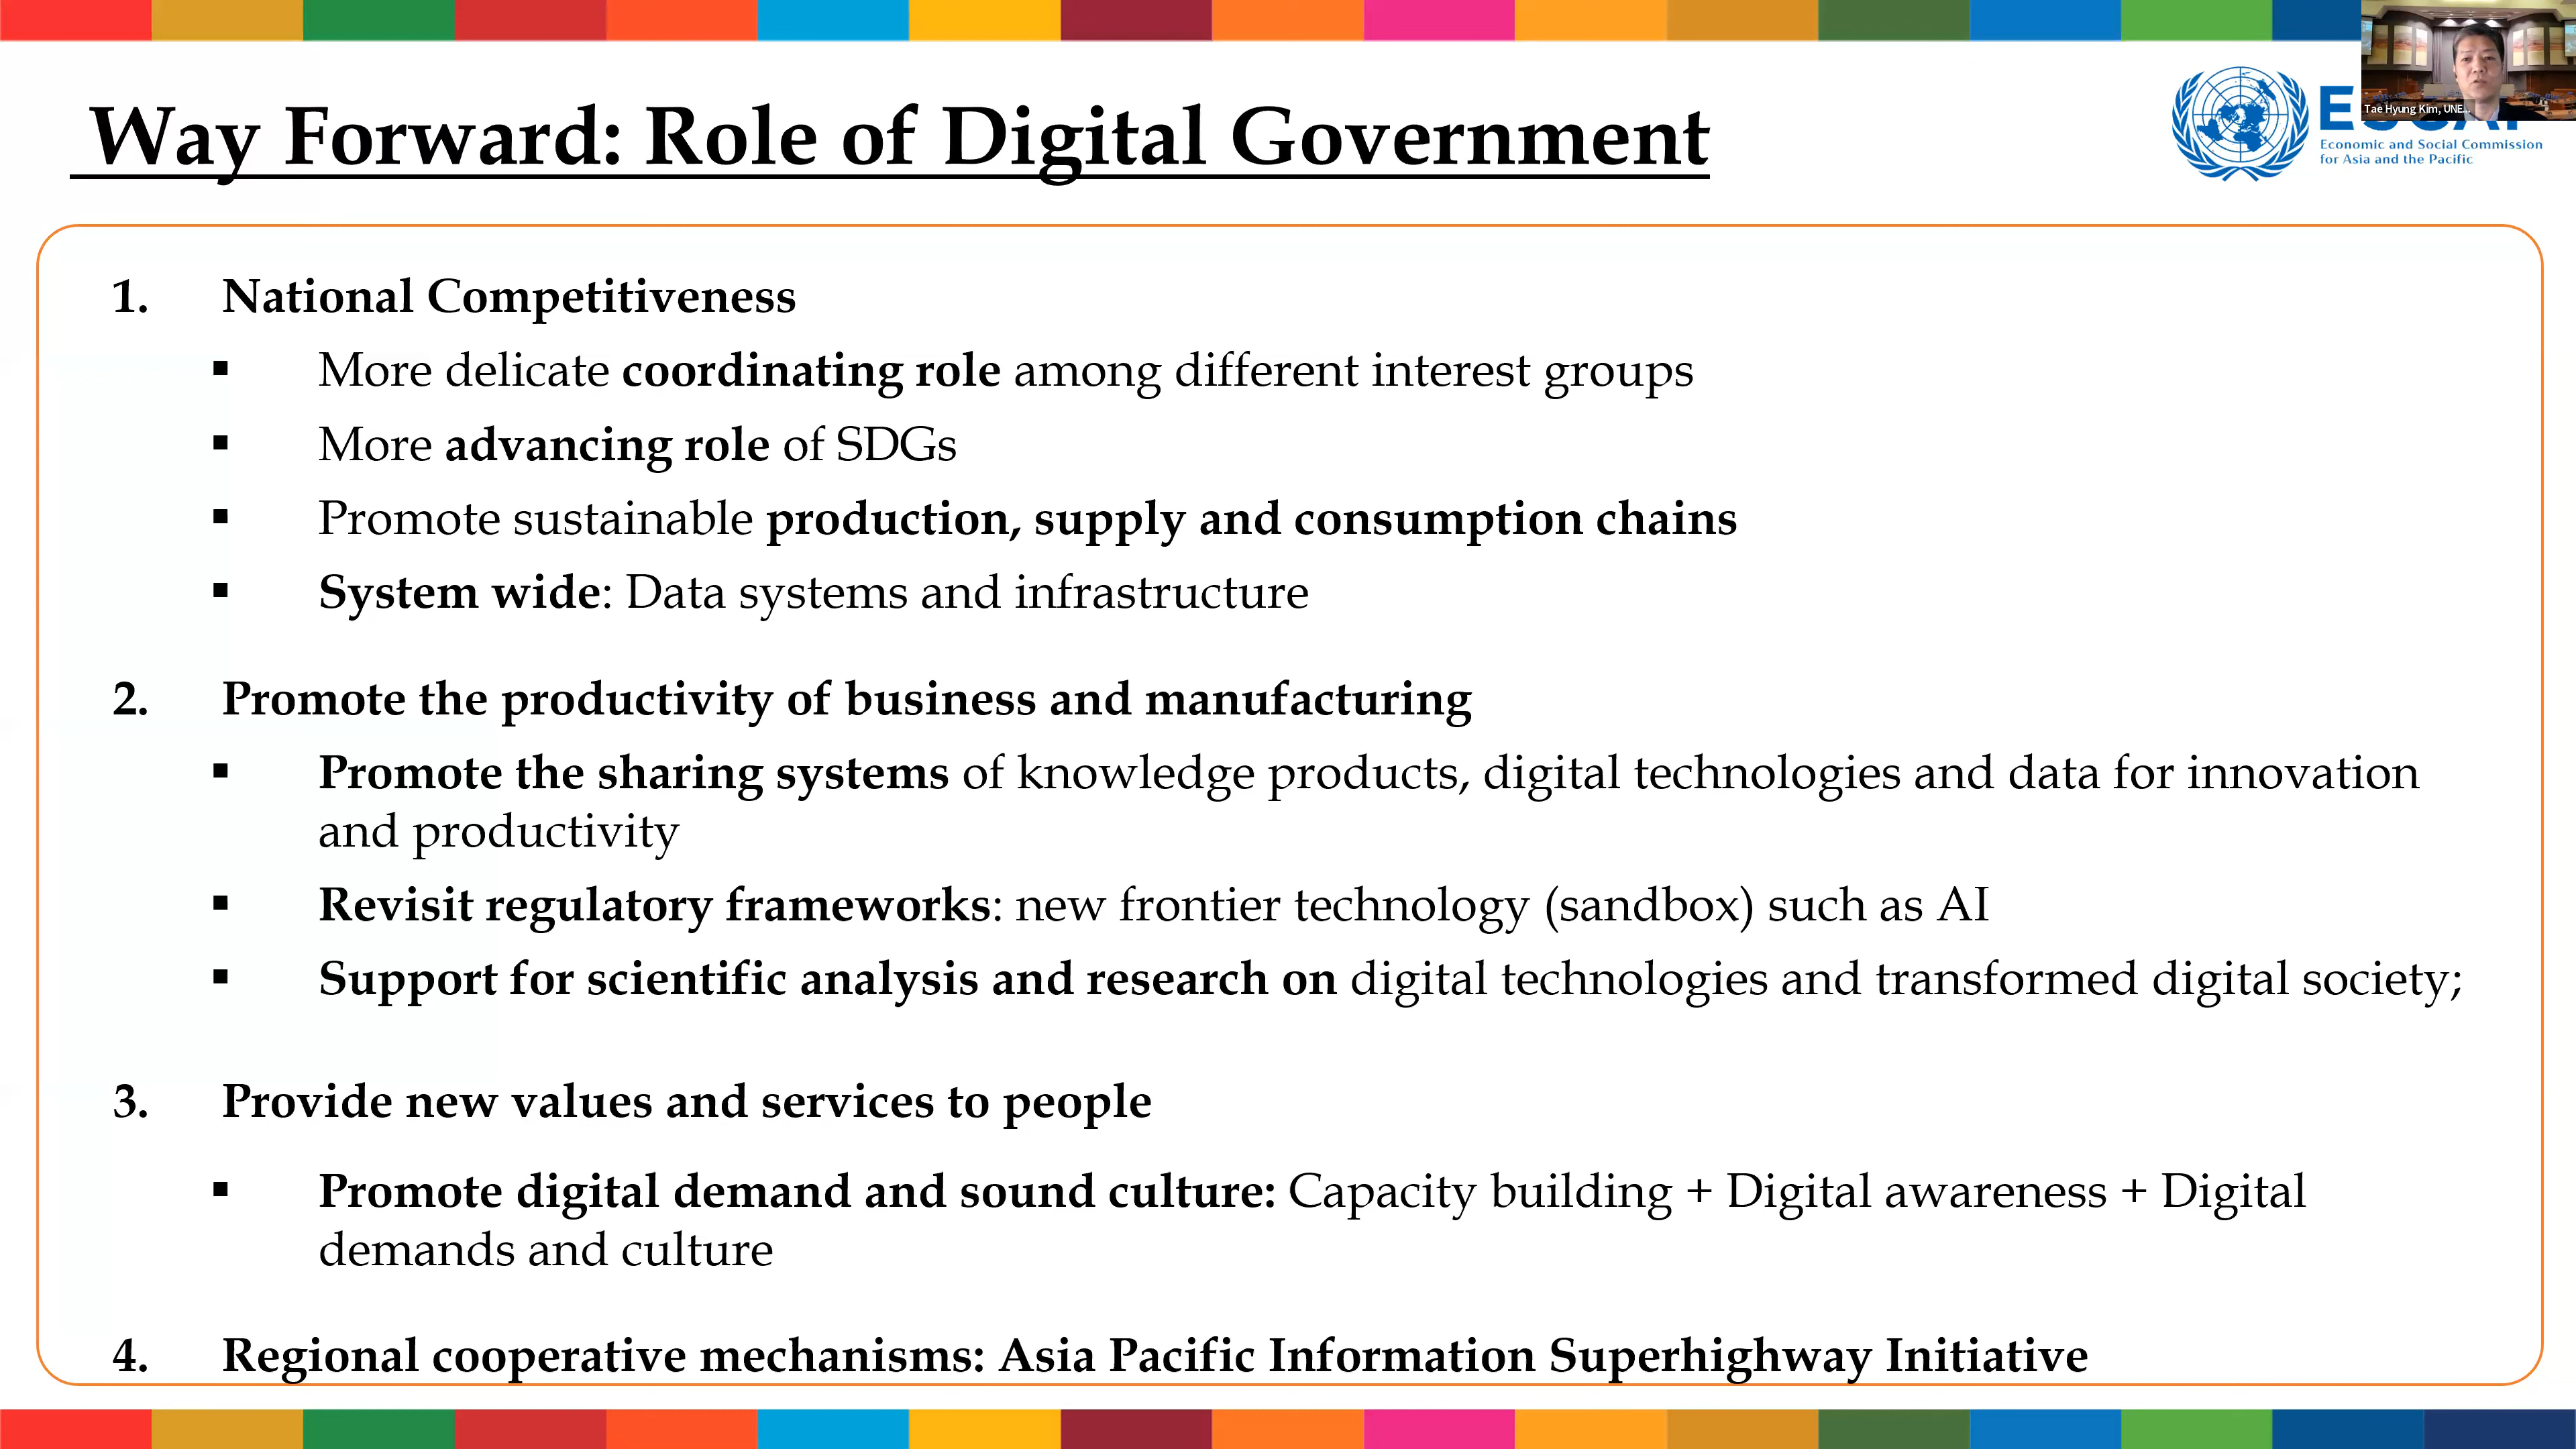 Way Forward: Role of Digital Government
Tae Hyung Kim, UNE...
Economic and Social Commission
for Asia and the Pacific
1. National Competitiveness
▪ More delicate coordinating role among different interest groups
▪ More advancing role of SDGs
▪ Promote sustainable production, supply and consumption chains
▪ System wide: Data systems and infrastructure
2. Promote the productivity of business and manufacturing
▪ Promote the sharing systems of knowledge products, digital technologies and data for innovation
and productivity
▪ Revisit regulatory frameworks: new frontier technology (sandbox) such as AI
▪ Support for scientific analysis and research on digital technologies and transformed digital society;
3. Provide new values and services to people
▪ Promote digital demand and sound culture: Capacity building + Digital awareness + Digital
demands and culture
4. Regional cooperative mechanisms: Asia Pacific Information Superhighway Initiative